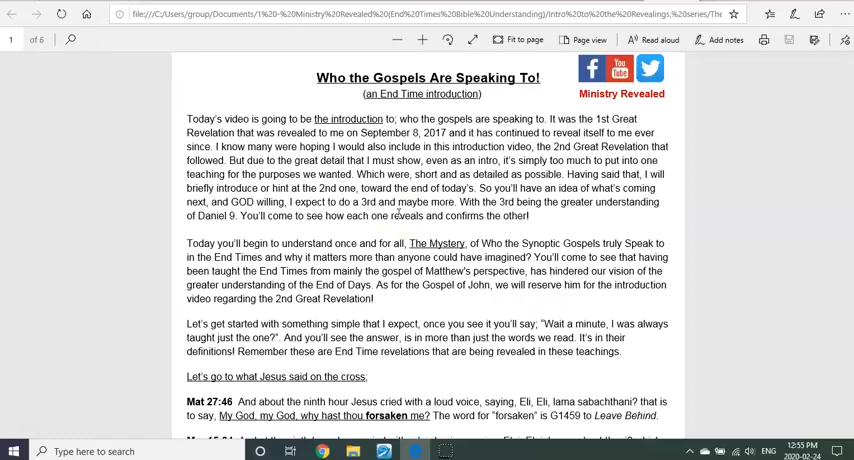 file:///C:/Users/group/Documents/1%20-%20Ministry%20Revealed%20(End%20Times%20Bible%20Understanding)/Intro%20to%20the%20Revealings,%20series/The
1 of 6
Fit to page
Page view
Read aloud
Add notes
Who the Gospels Are Speaking To!
(an End Time introduction)
You Tube
Ministry Revealed
Today's video is going to be the introduction to; who the gospels are speaking to. It was the 1st Great
Revelation that was revealed to me on September 8, 2017 and it has continued to reveal itself to me ever
since. I know many were hoping I would also include in this introduction video, the 2nd Great Revelation that
followed. But due to the great detail that I must show, even as an intro, it's simply too much to put into one
teaching for the purposes we wanted. Which were, short and as detailed as possible. Having said that, I will
briefly introduce or hint at the 2nd one, toward the end of today's. So you'll have an idea of what's coming
next, and GOD willing, I expect to do a 3rd and maybe more. With the 3rd being the greater understanding
of Daniel 9. You'll come to see how each one reveals and confirms the other!
Today you'll begin to understand once and for all, The Mystery, of Who the Synoptic Gospels truly Speak to
in the End Times and why it matters more than anyone could have imagined? You'll come to see that having
been taught the End Times from mainly the gospel of Matthew's perspective, has hindered our vision of the
greater understanding of the End of Days. As for the Gospel of John, we will reserve him for the introduction
video regarding the 2nd Great Revelation!
Let's get started with something simple that I expect, once you see it you'll say; "Wait a minute, I was always
taught just the one?". And you'll see the answer, is in more than just the words we read. It's in their
definitions! Remember these are End Time revelations that are being revealed in these teachings.
Let's go to what Jesus said on the cross;
Mat 27:46 And about the ninth hour Jesus cried with a loud voice, saying, Eli, Eli, lama sabachthani? that is
to say, My God, my God, why hast thou forsaken me? The word for "forsaken" is G1459 to Leave Behind.
Type here to search
ENG
12:55 PM
2020-02-24